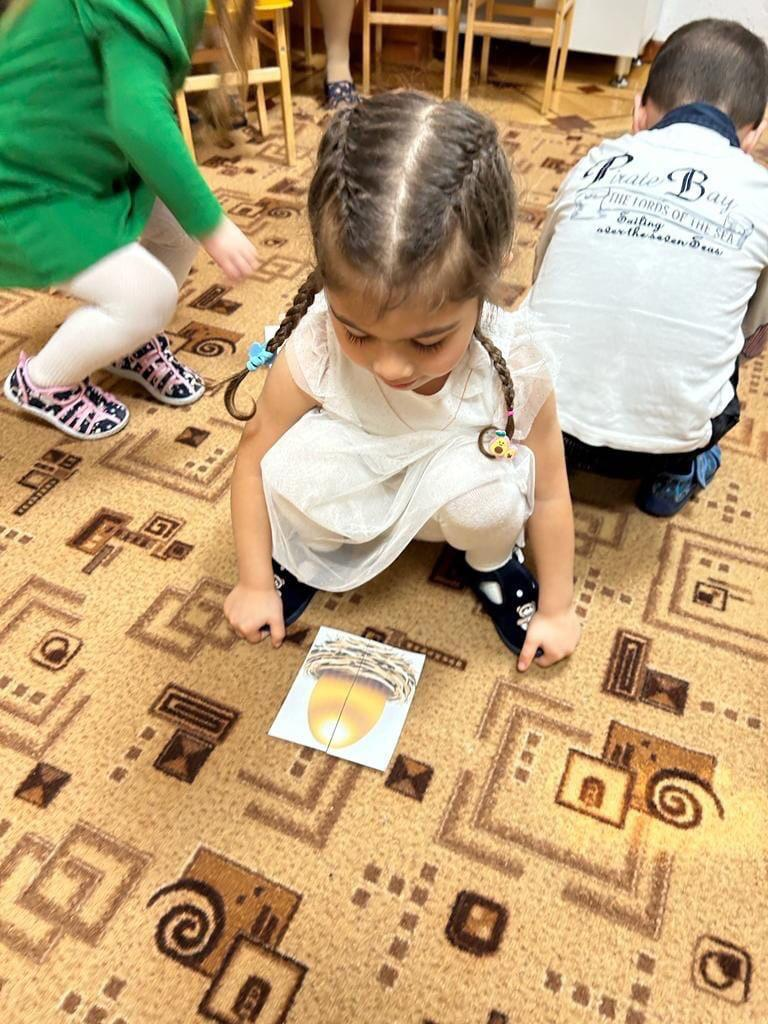 Pirate Bay
THE LORDS OF THE SEA
Sailing
over the seven Seas